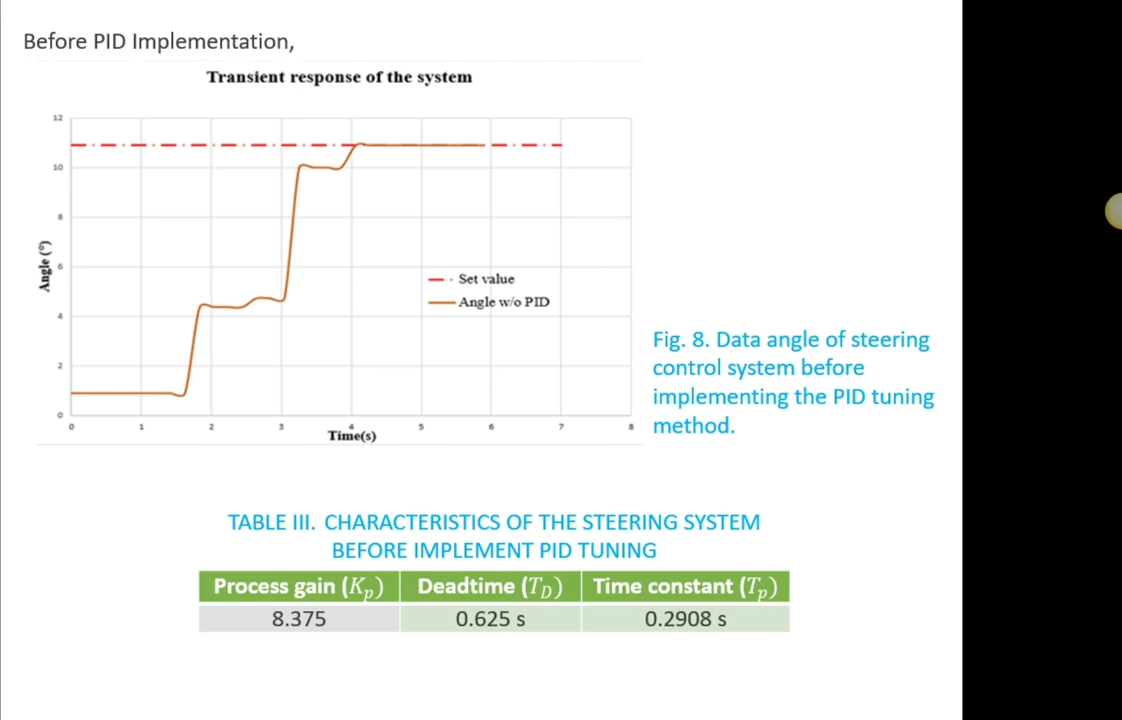 Before PID Implementation,
Transient response of the system
12
10
8
6
4
2
0
Angle (°)
0 1 2 3 4 5 6 7 8
Time(s)
Set value
Angle w/o PID
Fig. 8. Data angle of steering
control system before
implementing the PID tuning
method.
TABLE III. CHARACTERISTICS OF THE STEERING SYSTEM
BEFORE IMPLEMENT PID TUNING
Process gain (Kp) Deadtime (TD) Time constant (Tp)
8.375 0.625 s 0.2908 s